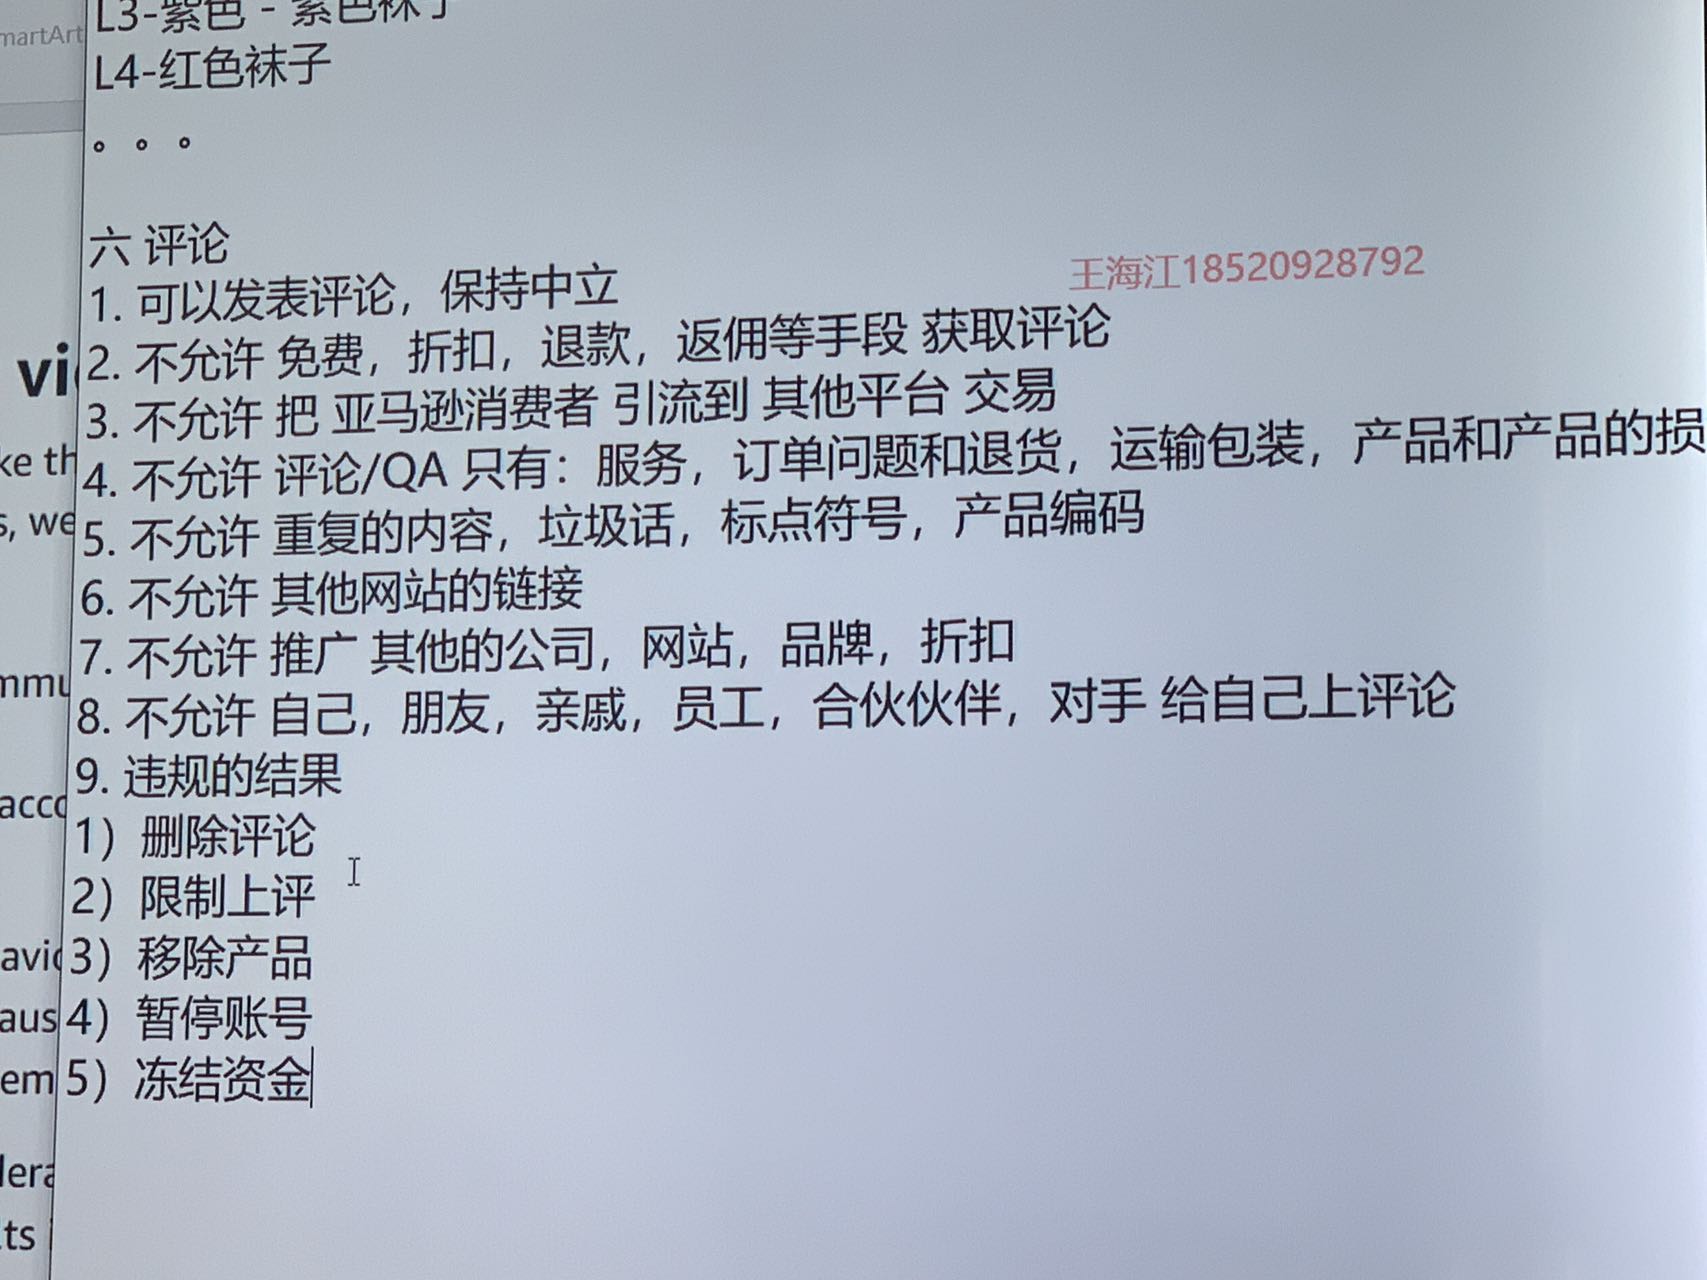 martArt
L3-紫色 - 紫色袜子
L4-红色袜子
。。。
六 评论
王海江18520928792
1. 可以发表评论，保持中立
2. 不允许 免费，折扣，退款，返佣等手段 获取评论
3. 不允许 把 亚马逊消费者 引流到 其他平台 交易
4. 不允许 评论/QA 只有：服务，订单问题和退货，运输包装，产品和产品的损
5. 不允许 重复的内容，垃圾话，标点符号，产品编码
6. 不允许 其他网站的链接
7. 不允许 推广 其他的公司，网站，品牌，折扣
8. 不允许 自己，朋友，亲戚，员工，合伙伙伴，对手 给自己上评论
9. 违规的结果
1）删除评论
2）限制上评
3）移除产品
4）暂停账号
5）冻结资金
vi
ke th
s, we
mmu
acco
avio
aus
em
lera
ts i